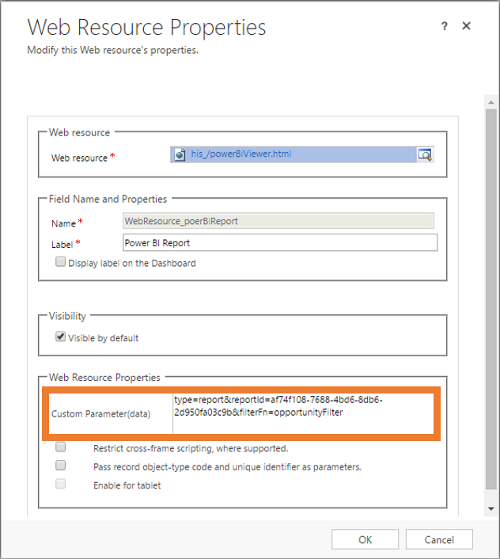 Web Resource Properties
? ×
Modify this Web resource's properties.
Web resource
Web resource *
his_/powerBiViewer.html
Field Name and Properties
Name *
WebResource_poerBiReport
Label *
Power BI Report
Display label on the Dashboard
Visibility
Visible by default
Web Resource Properties
Custom Parameter(data)
type=report&reportId=af74f108-7688-4bd6-8db6-
2d950fa03c9b&filterFn=opportunityFilter
Restrict cross-frame scripting, where supported.
Pass record object-type code and unique identifier as parameters.
Enable for tablet
OK
Cancel